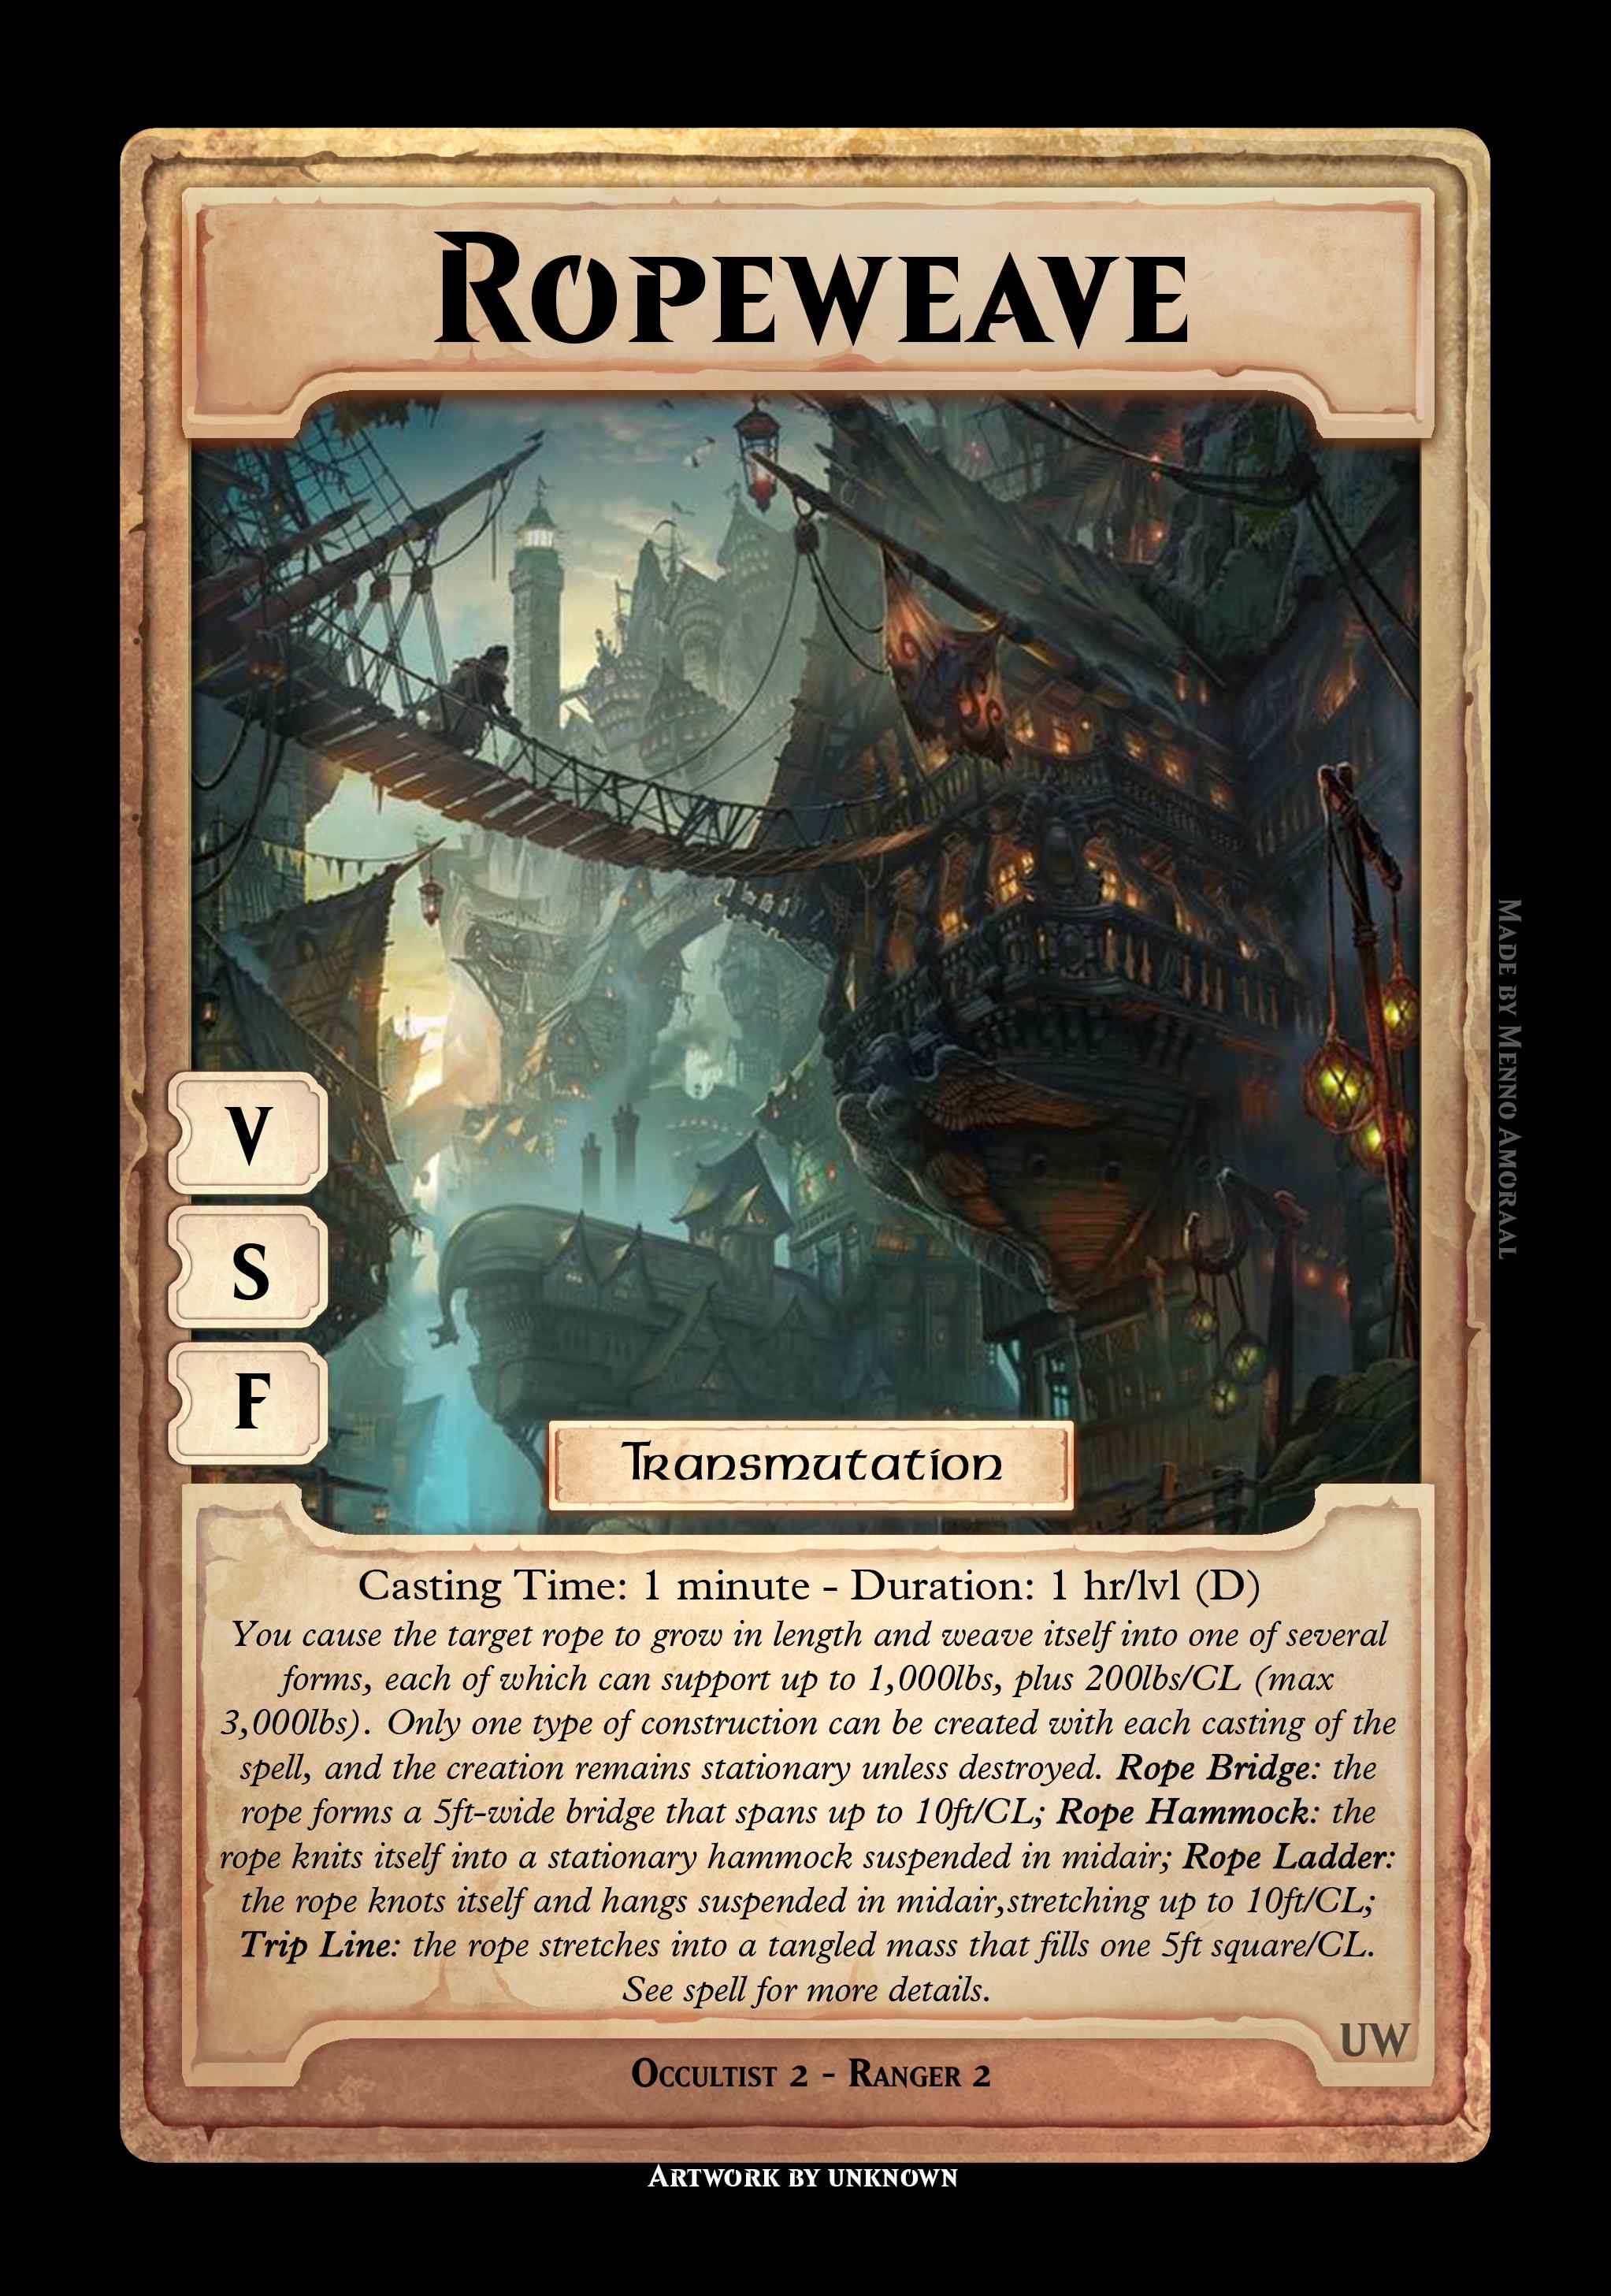 Ropeweave
V
S
F
Transmutation
Casting Time: 1 minute - Duration: 1 hr/lvl (D)
You cause the target rope to grow in length and weave itself into one of several
forms, each of which can support up to 1,000lbs, plus 200lbs/CL (max
3,000lbs). Only one type of construction can be created with each casting of the
spell, and the creation remains stationary unless destroyed. Rope Bridge: the
rope forms a 5ft-wide bridge that spans up to 10ft/CL; Rope Hammock: the
rope knits itself into a stationary hammock suspended in midair; Rope Ladder:
the rope knots itself and hangs suspended in midair,stretching up to 10ft/CL;
Trip Line: the rope stretches into a tangled mass that fills one 5ft square/CL.
See spell for more details.
UW
Occultist 2 - Ranger 2
Artwork by unknown
Made by Menno Amoraal